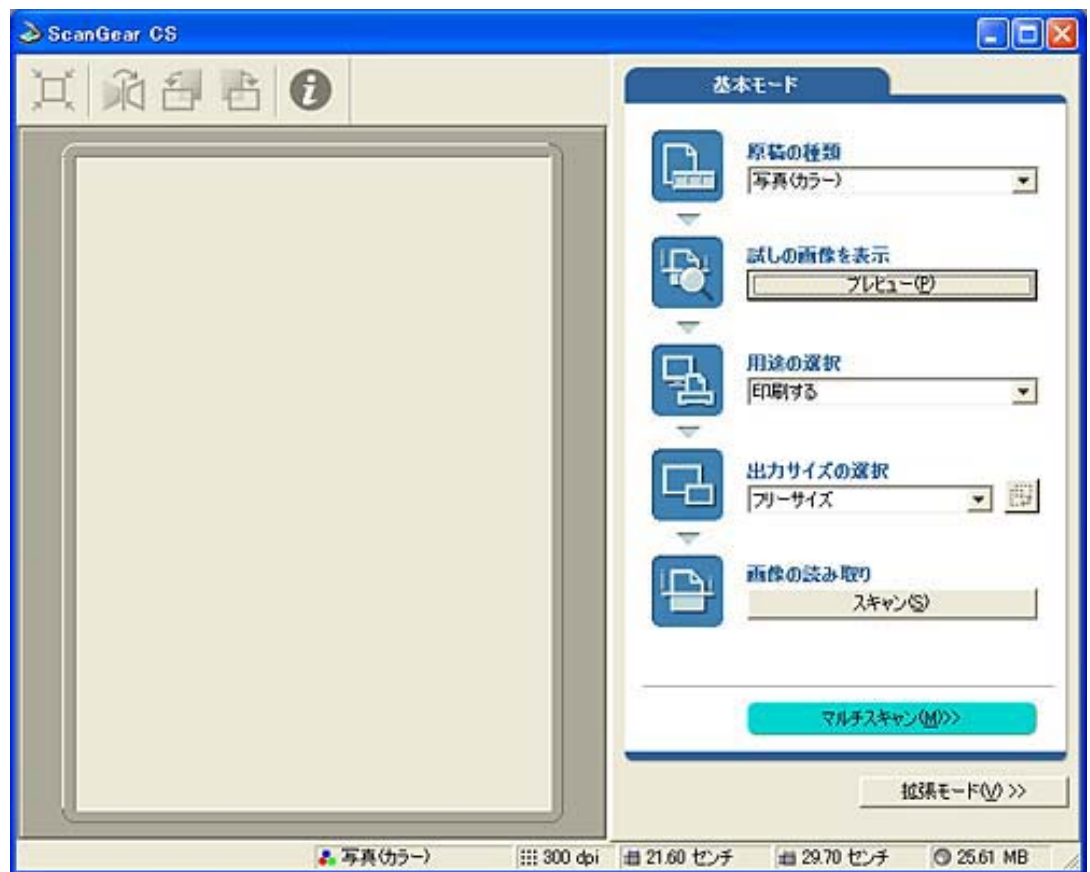 ScanGear CS
基本モード
原稿の種類
写真(カラー)
試しの画像を表示
プレビュー(P)
用途の選択
印刷する
出力サイズの選択
フリーサイズ
画像の読み取り
スキャン(S)
マルチスキャン(M)>>
拡張モード(V) >>
写真(カラー) 300 dpi 21.60 センチ 29.70 センチ 25.61 MB